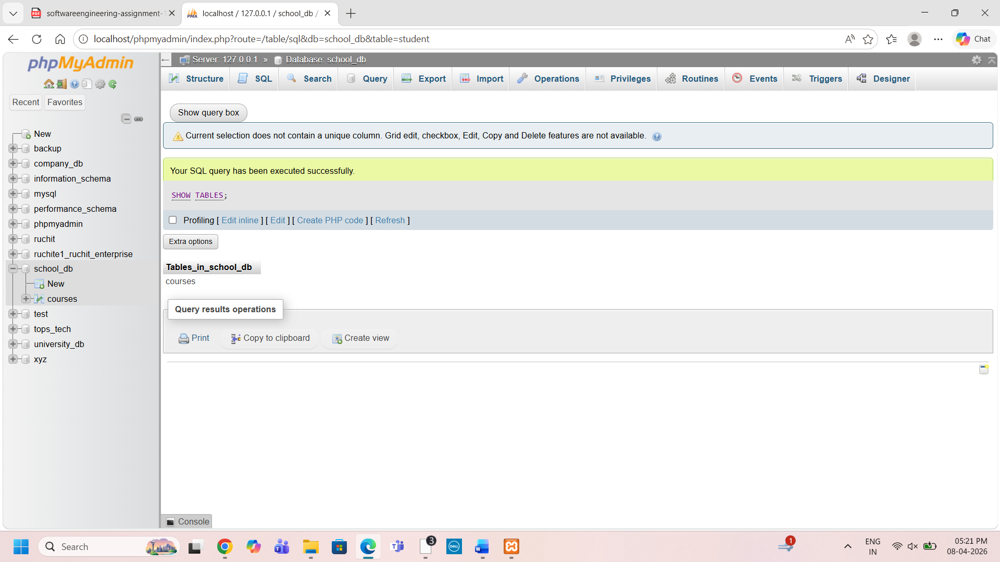 softwareengineering-assignment-1
localhost / 127.0.0.1 / school_db /
localhost/phpmyadmin/index.php?route=/table/sql&db=school_db&table=student
Chat
phpMyAdmin
Recent
Favorites
New
backup
company_db
information_schema
mysql
performance_schema
phpmyadmin
ruchit
ruchite1_ruchit_enterprise
school_db
New
courses
test
tops_tech
university_db
xyz
Server: 127.0.0.1 » Database: school_db
Structure SQL Search Query Export Import Operations Privileges Routines Events Triggers Designer
Show query box
Current selection does not contain a unique column. Grid edit, checkbox, Edit, Copy and Delete features are not available.
Your SQL query has been executed successfully.
SHOW TABLES;
Profiling [ Edit inline ] [ Edit ] [ Create PHP code ] [ Refresh ]
Extra options
Tables_in_school_db
courses
Query results operations
Print Copy to clipboard Create view
Console
Search
3
DELL
1
ENG
IN
05:21 PM
08-04-2026